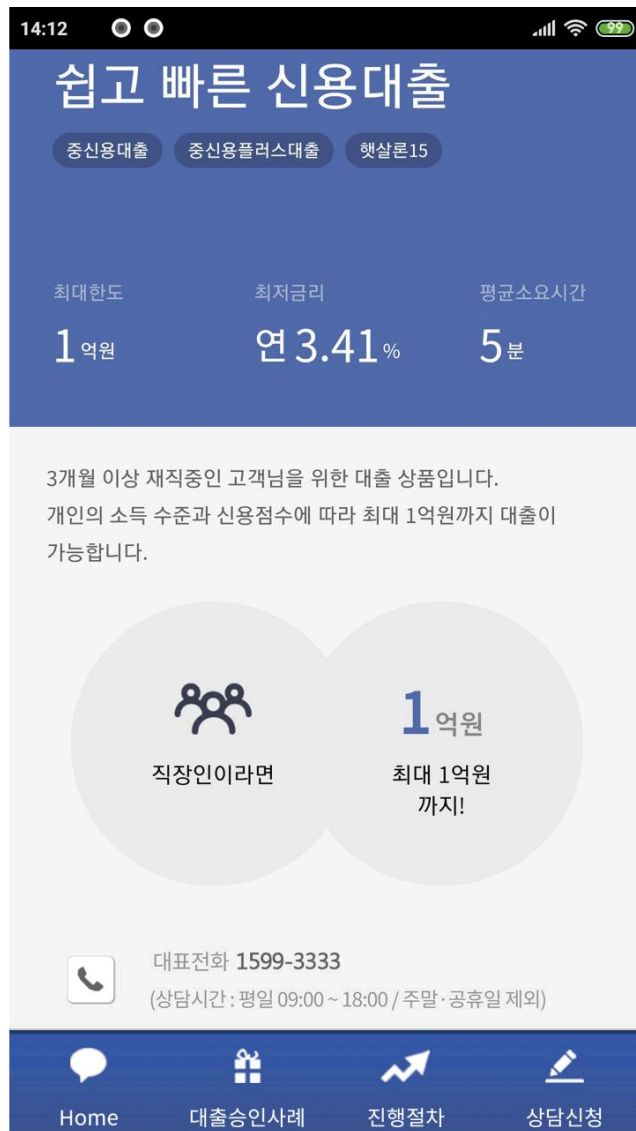 14:12
99
쉽고 빠른 신용대출
중신용대출 중신용플러스대출 햇살론15
최대한도 최저금리 평균소요시간
1억원 연 3.41% 5분
3개월 이상 재직중인 고객님을 위한 대출 상품입니다.
개인의 소득 수준과 신용점수에 따라 최대 1억원까지 대출이
가능합니다.
1억원
직장인이라면 최대 1억원
까지!
대표전화 1599-3333
(상담시간 : 평일 09:00 ~ 18:00 / 주말·공휴일 제외)
Home 대출승인사례 진행절차 상담신청